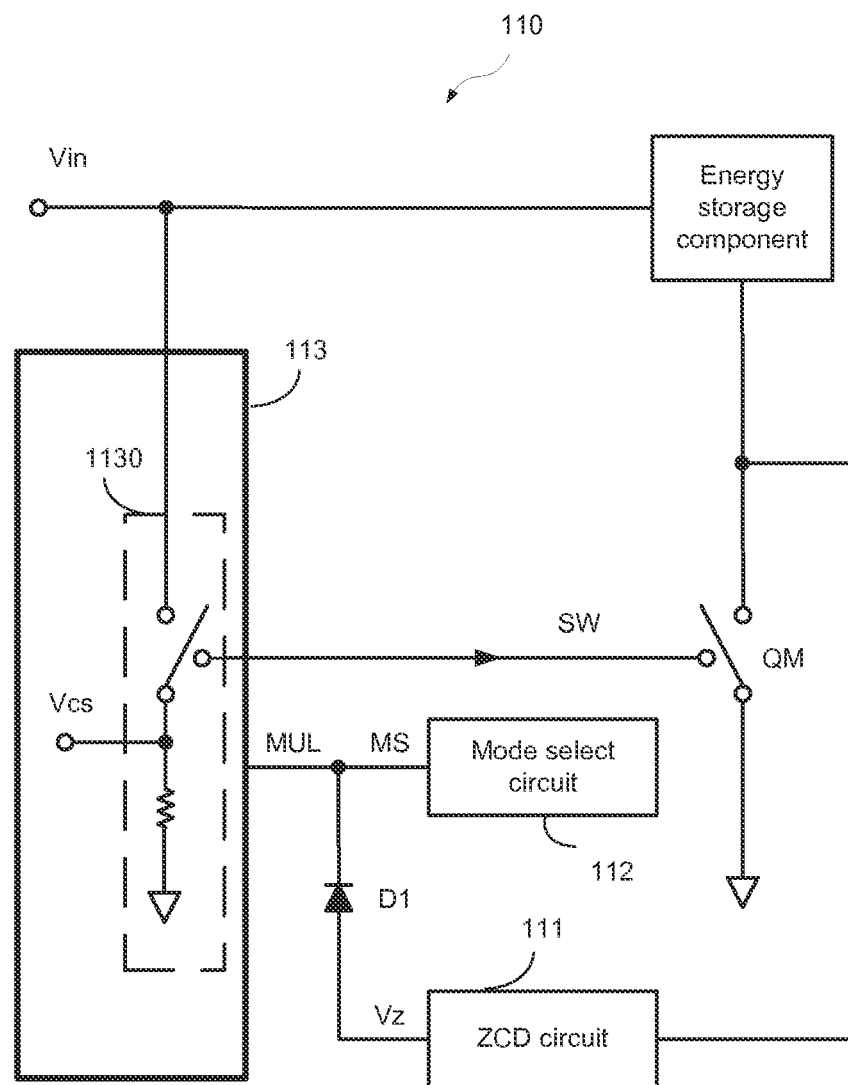 110
Vin
Energy
storage
component
113
1130
SW
QM
Vcs
MUL
MS
Mode select
circuit
112
D1
111
Vz
ZCD circuit